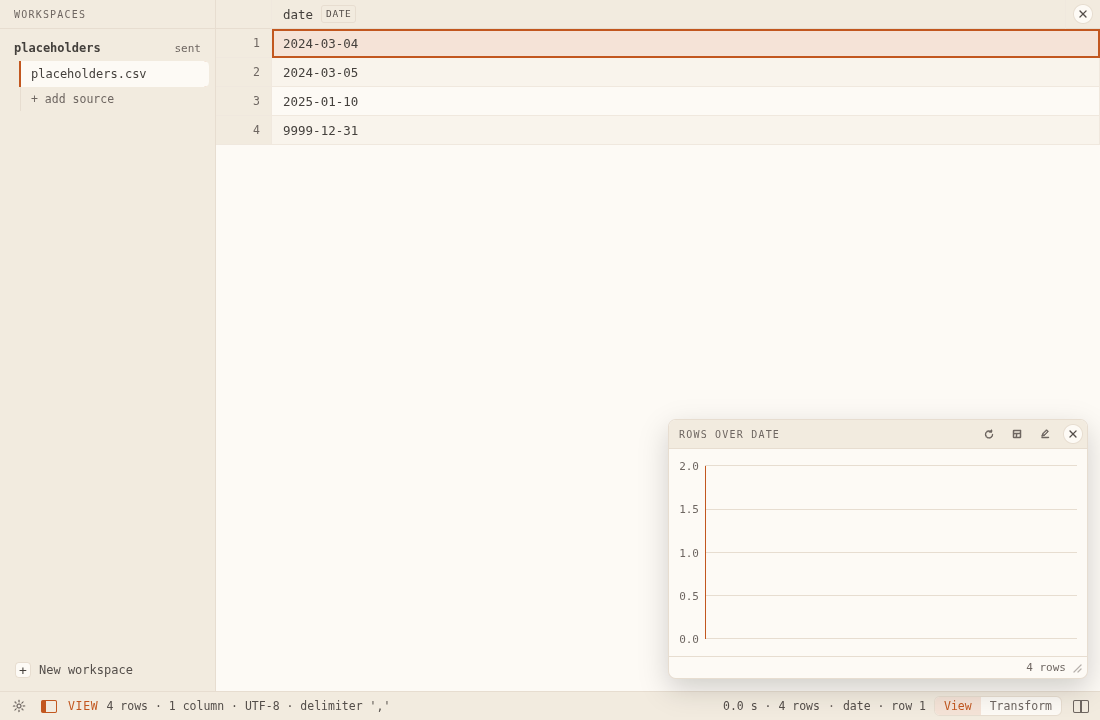 WORKSPACES
placeholders sent
placeholders.csv
+ add source
+ New workspace
date DATE
1 2024-03-04
2 2024-03-05
3 2025-01-10
4 9999-12-31
ROWS OVER DATE
2.0
1.5
1.0
0.5
0.0
4 rows
VIEW 4 rows · 1 column · UTF-8 · delimiter ','
0.0 s · 4 rows · date · row 1 View Transform